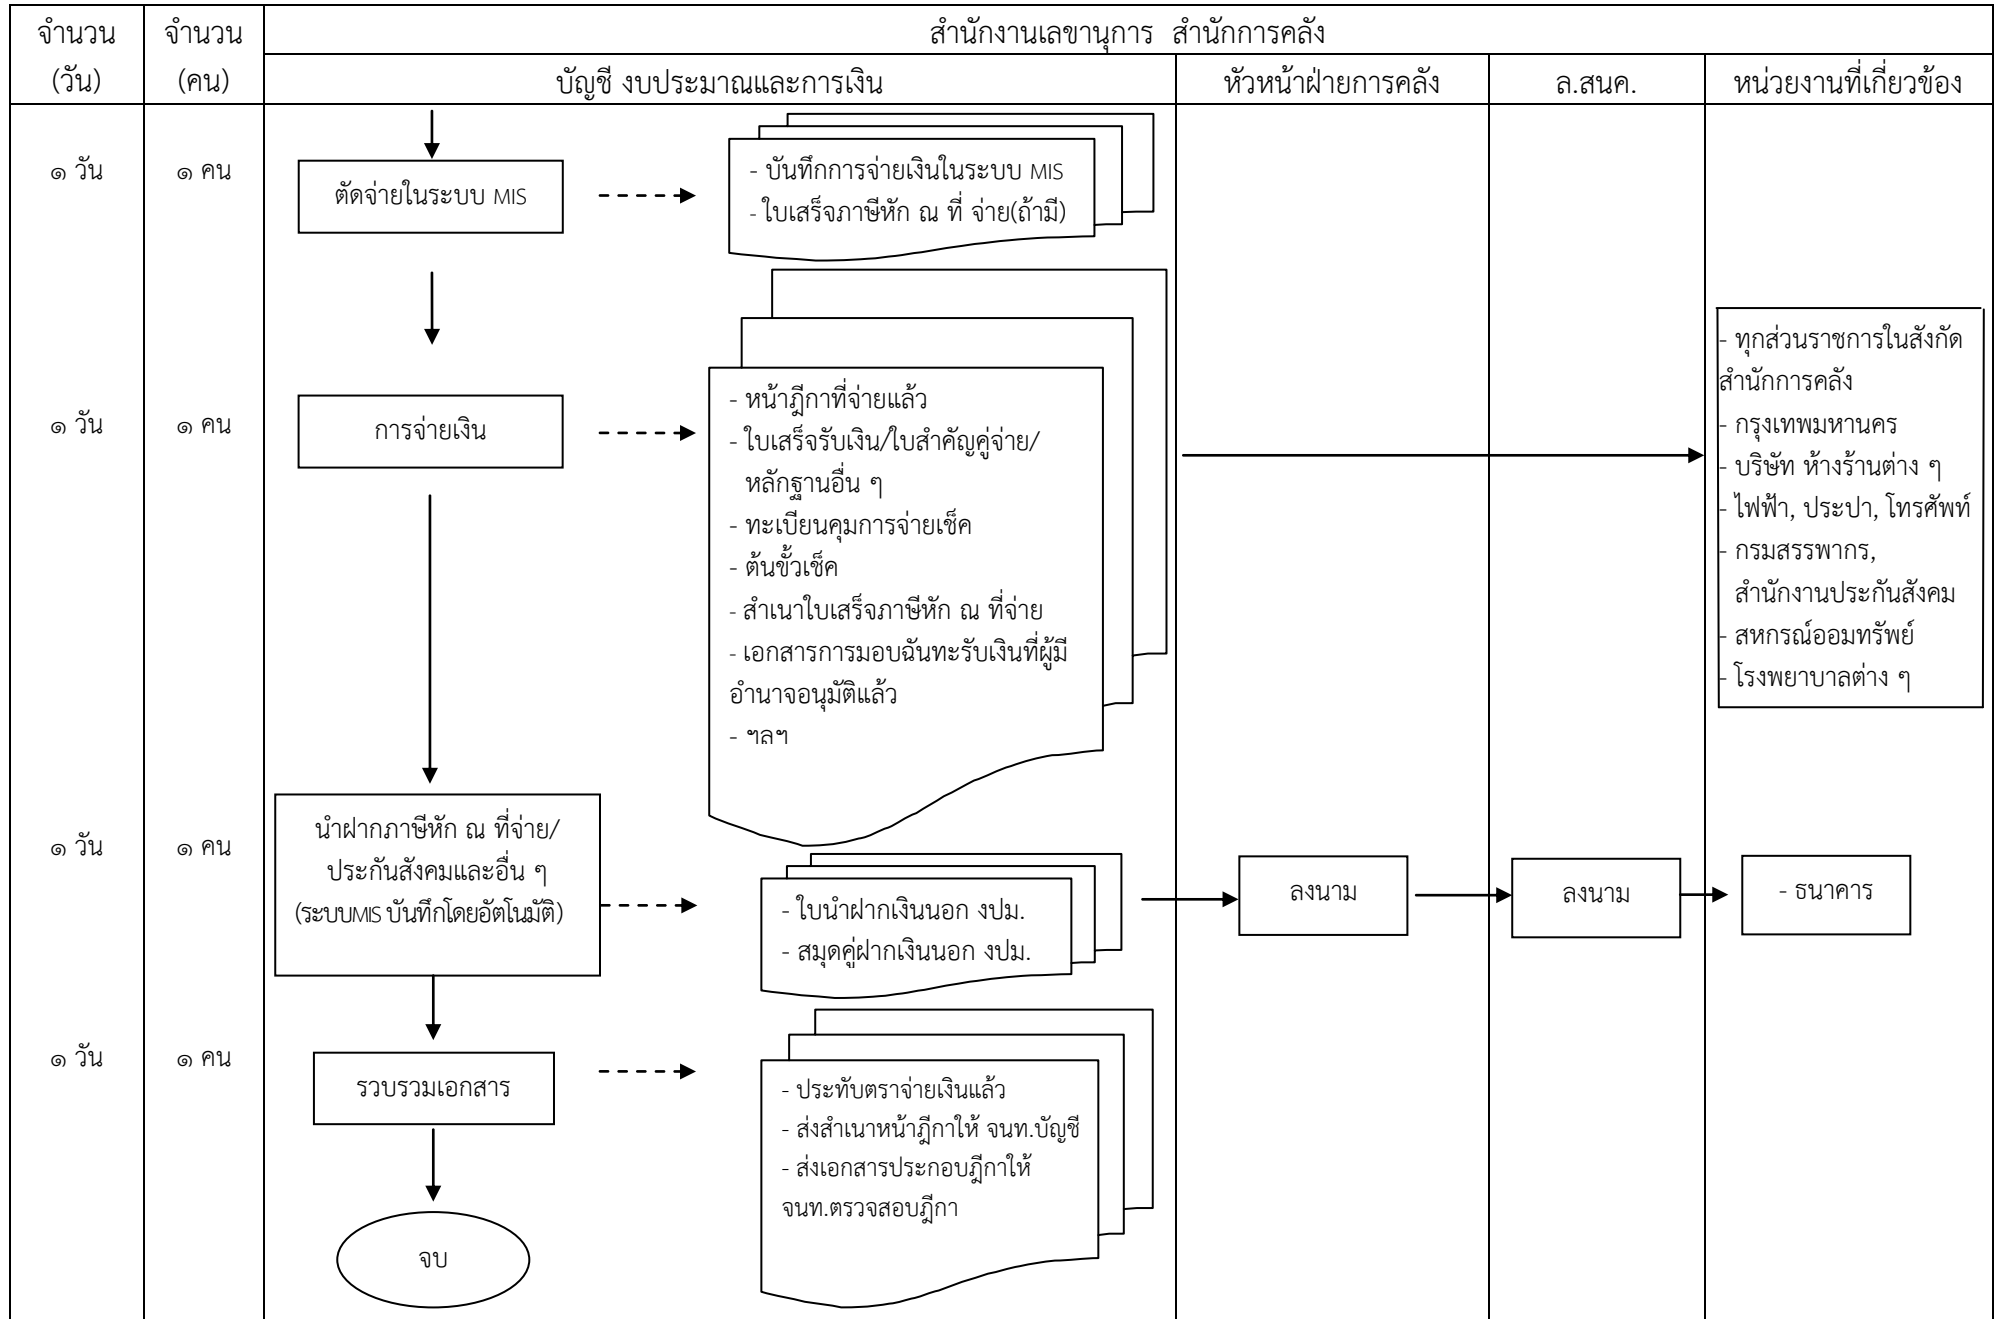 จำนวน
(วัน)
จำนวน
(คน)
สำนักงานเลขานุการ สำนักการคลัง
บัญชี งบประมาณและการเงิน
หัวหน้าฝ่ายการคลัง
ล.สนค.
หน่วยงานที่เกี่ยวข้อง
๑ วัน
๑ คน
ตัดจ่ายในระบบ MIS
- บันทึกการจ่ายเงินในระบบ MIS
- ใบเสร็จภาษีหัก ณ ที่ จ่าย(ถ้ามี)
๑ วัน
๑ คน
การจ่ายเงิน
- หน้าฎีกาที่จ่ายแล้ว
- ใบเสร็จรับเงิน/ใบสำคัญคู่จ่าย/
หลักฐานอื่น ๆ
- ทะเบียนคุมการจ่ายเช็ค
- ต้นขั้วเช็ค
- สำเนาใบเสร็จภาษีหัก ณ ที่จ่าย
- เอกสารการมอบฉันทะรับเงินที่ผู้มี
อำนาจอนุมัติแล้ว
- ฯลฯ
- ทุกส่วนราชการในสังกัด
สำนักการคลัง
- กรุงเทพมหานคร
- บริษัท ห้างร้านต่าง ๆ
- ไฟฟ้า, ประปา, โทรศัพท์
- กรมสรรพากร,
สำนักงานประกันสังคม
- สหกรณ์ออมทรัพย์
- โรงพยาบาลต่าง ๆ
๑ วัน
๑ คน
นำฝากภาษีหัก ณ ที่จ่าย/
ประกันสังคมและอื่น ๆ
(ระบบMIS บันทึกโดยอัตโนมัติ)
- ใบนำฝากเงินนอก งปม.
- สมุดคู่ฝากเงินนอก งปม.
ลงนาม
ลงนาม
- ธนาคาร
๑ วัน
๑ คน
รวบรวมเอกสาร
- ประทับตราจ่ายเงินแล้ว
- ส่งสำเนาหน้าฎีกาให้ จนท.บัญชี
- ส่งเอกสารประกอบฎีกาให้
จนท.ตรวจสอบฎีกา
จบ